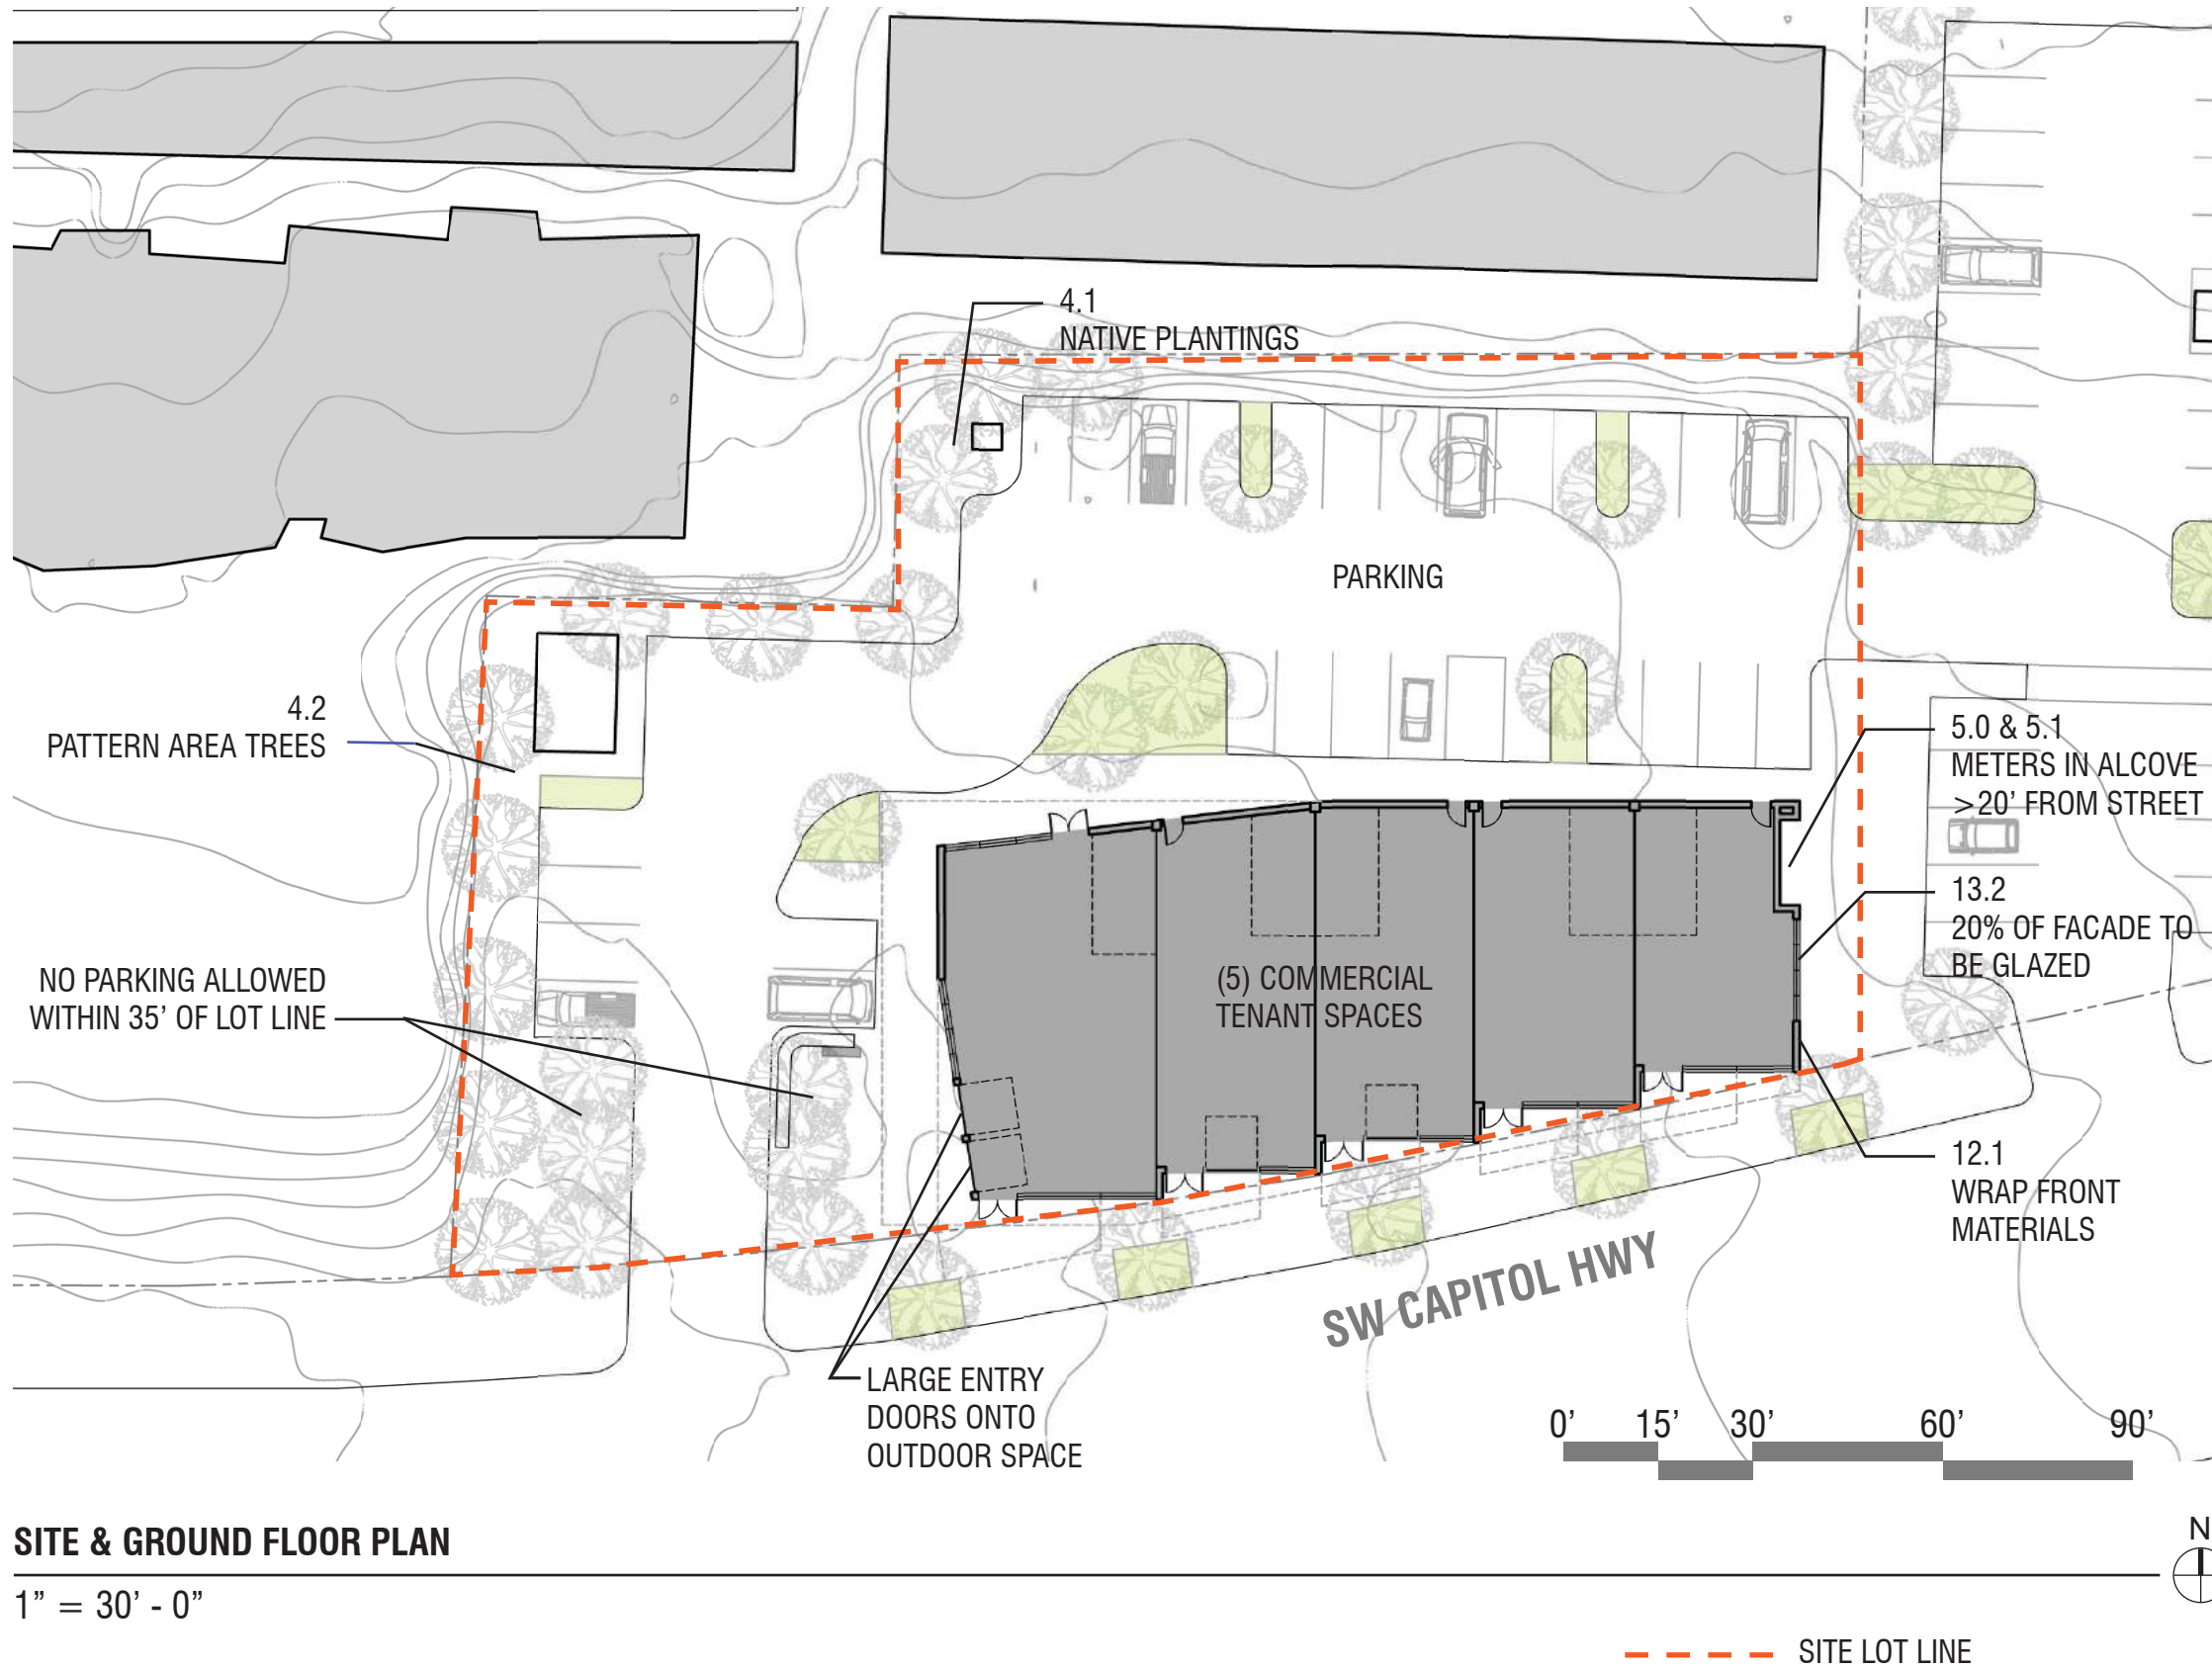 4.1
NATIVE PLANTINGS
PARKING
4.2
PATTERN AREA TREES
5.0 & 5.1
METERS IN ALCOVE
>20’ FROM STREET
13.2
20% OF FACADE TO
BE GLAZED
NO PARKING ALLOWED
WITHIN 35’ OF LOT LINE
(5) COMMERCIAL
TENANT SPACES
12.1
WRAP FRONT
MATERIALS
SW CAPITOL HWY
LARGE ENTRY
DOORS ONTO
OUTDOOR SPACE
0’ 15’ 30’ 60’ 90’
SITE & GROUND FLOOR PLAN
N
1” = 30’ - 0”
SITE LOT LINE